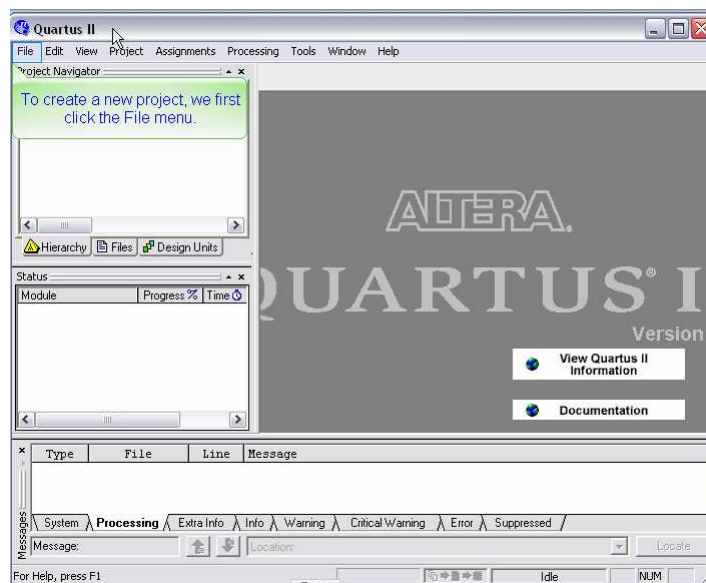 Quartus II
File Edit View Project Assignments Processing Tools Window Help
Project Navigator
To create a new project, we first
click the File menu.
Hierarchy Files Design Units
ALTERA
QUARTUS® I
Version
View Quartus II
Information
Documentation
Status
Module Progress % Time
Type File Line Message
System Processing Extra Info Info Warning Critical Warning Error Suppressed
Messages
Message: Location: Locate
For Help, press F1 Idle NUM